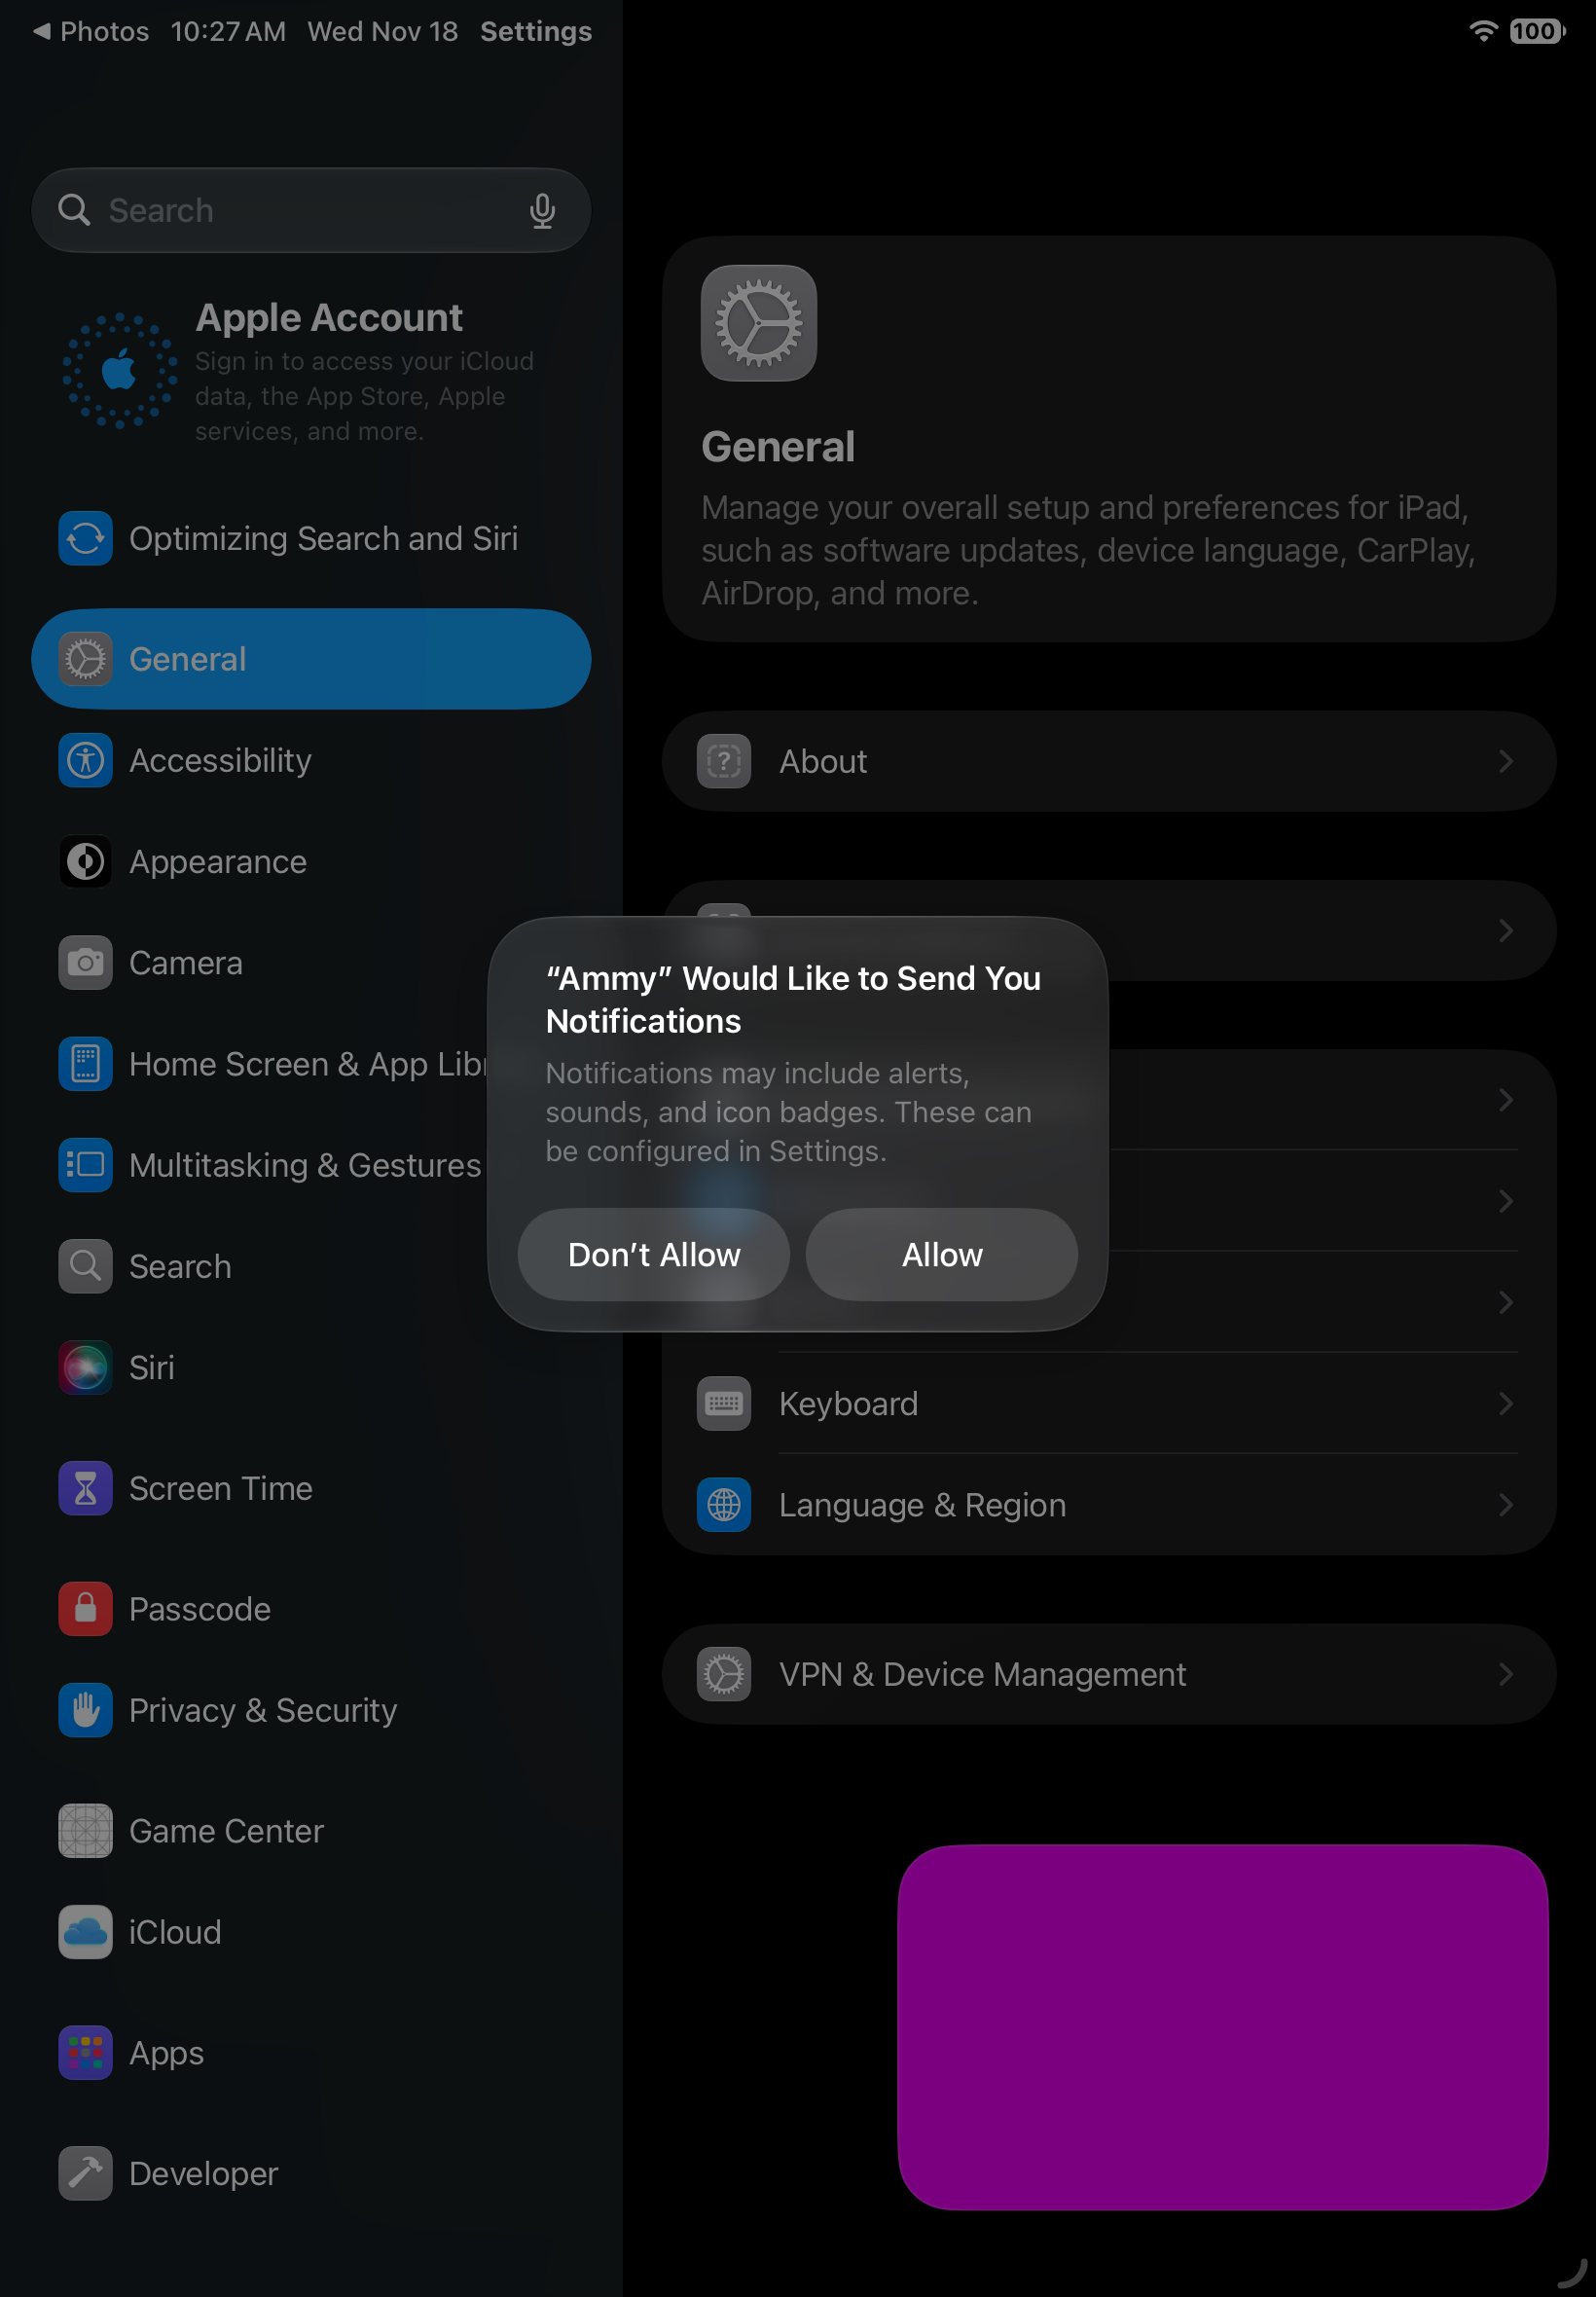 Photos 10:27 AM Wed Nov 18 Settings
100
Search
Apple Account
Sign in to access your iCloud
data, the App Store, Apple
services, and more.
Optimizing Search and Siri
General
Accessibility
Appearance
Camera
Home Screen & App Libr
Multitasking & Gestures
Search
Siri
Screen Time
Passcode
Privacy & Security
Game Center
iCloud
Apps
Developer
General
Manage your overall setup and preferences for iPad,
such as software updates, device language, CarPlay,
AirDrop, and more.
About
“Ammy” Would Like to Send You
Notifications
Notifications may include alerts,
sounds, and icon badges. These can
be configured in Settings.
Don’t Allow
Allow
Keyboard
Language & Region
VPN & Device Management